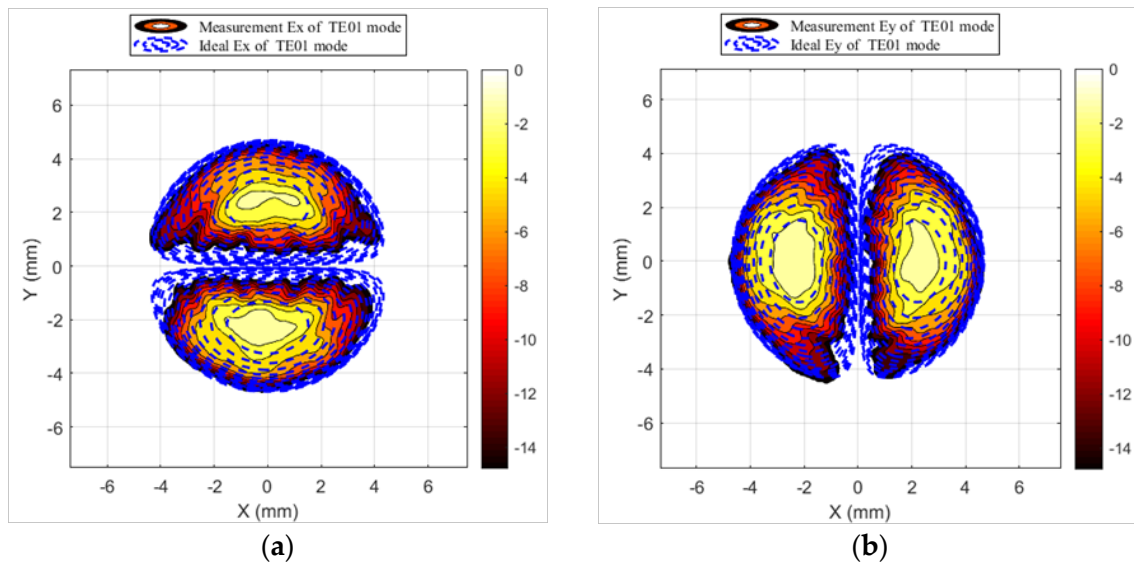 Measurement Ex of TE01 mode
Ideal Ex of TE01 mode
6
4
2
0
-2
-4
-6
Y (mm)
-6 -4 -2 0 2 4 6
X (mm)
0
-2
-4
-6
-8
-10
-12
-14
(a)
Measurement Ey of TE01 mode
Ideal Ey of TE01 mode
6
4
2
0
-2
-4
-6
Y (mm)
-6 -4 -2 0 2 4 6
X (mm)
0
-2
-4
-6
-8
-10
-12
-14
(b)